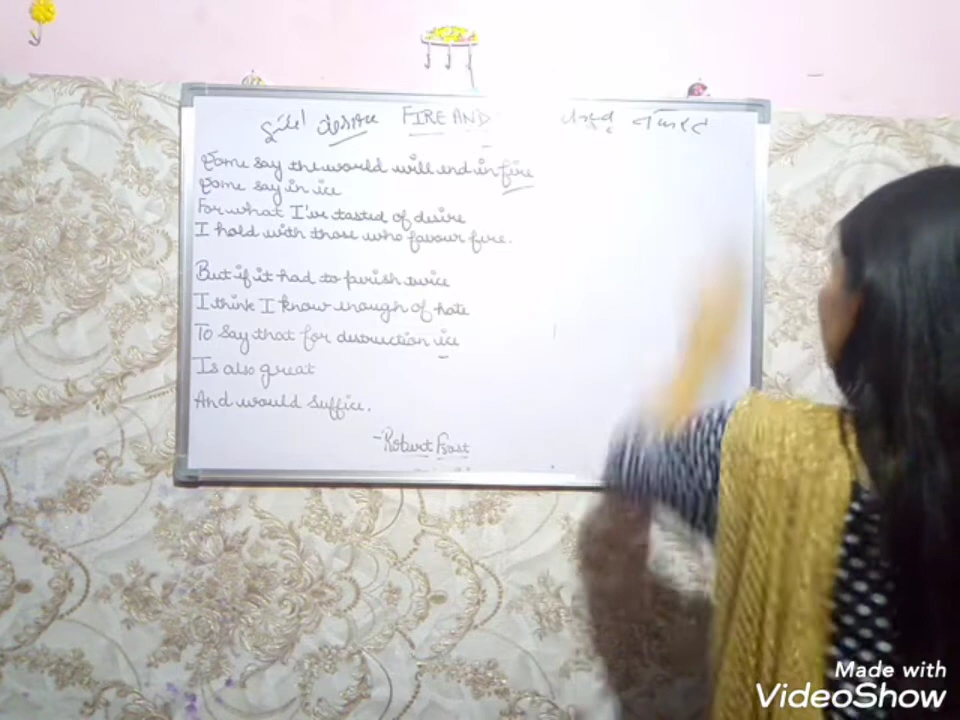 desire FIRE AND
Some say the would will end in fire
Some say in ice
For what I've tasted of desire
I hold with those who favour fire.
But if it had to perish twice
I think I know enough of hate
To say that for destruction ice
Is also great
And would suffice.
-Robert Frost
Made with
VideoShow